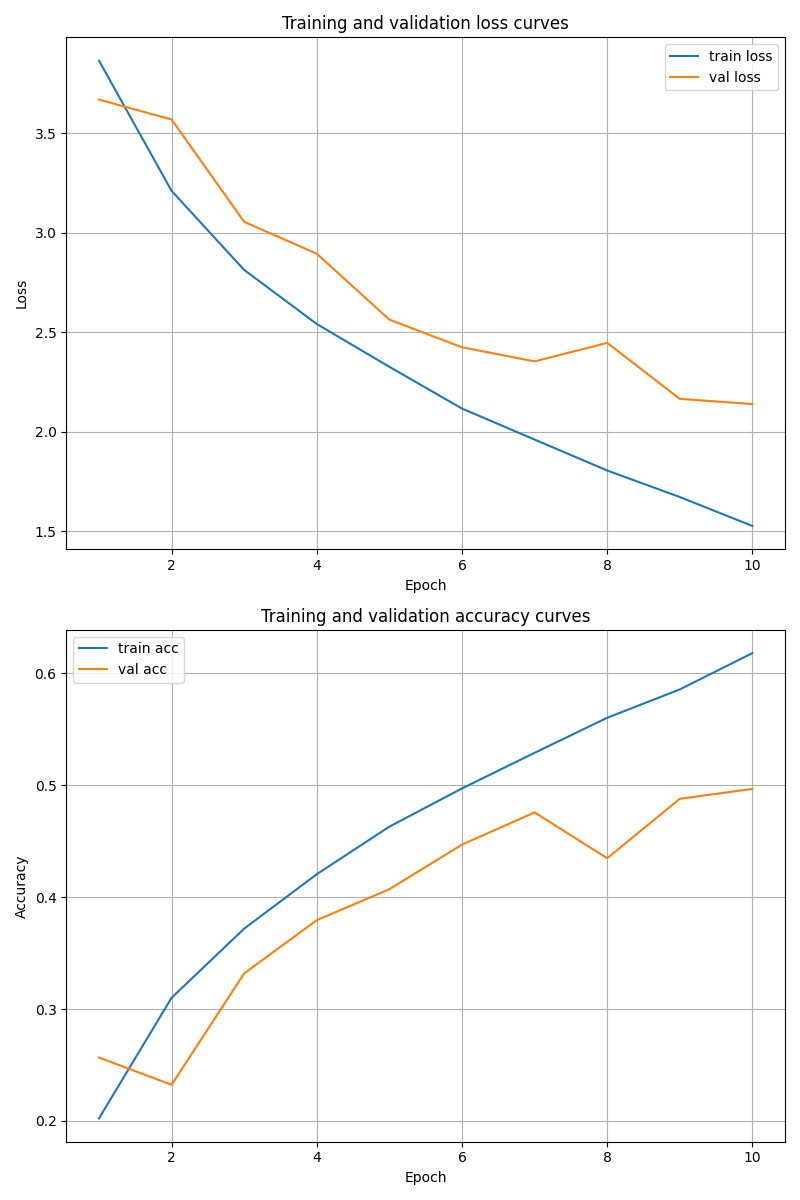 Training and validation loss curves
train loss
val loss
3.5
3.0
2.5
2.0
1.5
Loss
2 4 6 8 10
Epoch
Training and validation accuracy curves
train acc
val acc
0.6
0.5
0.4
0.3
0.2
Accuracy
2 4 6 8 10
Epoch